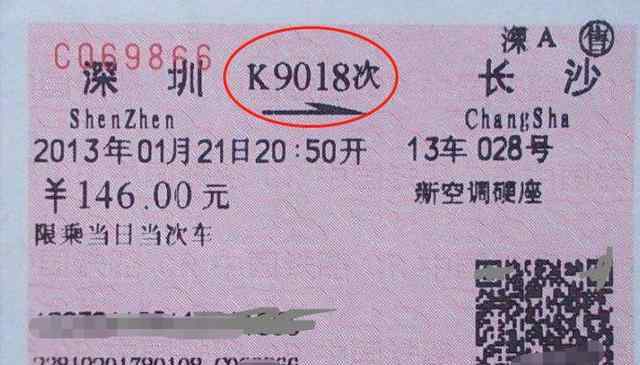 C069866 深A 售
深圳 K9018次 长沙
ShenZhen ChangSha
2013年01月21日20:50开 13车 028号
¥146.00元 新空调硬座
限乘当日当次车